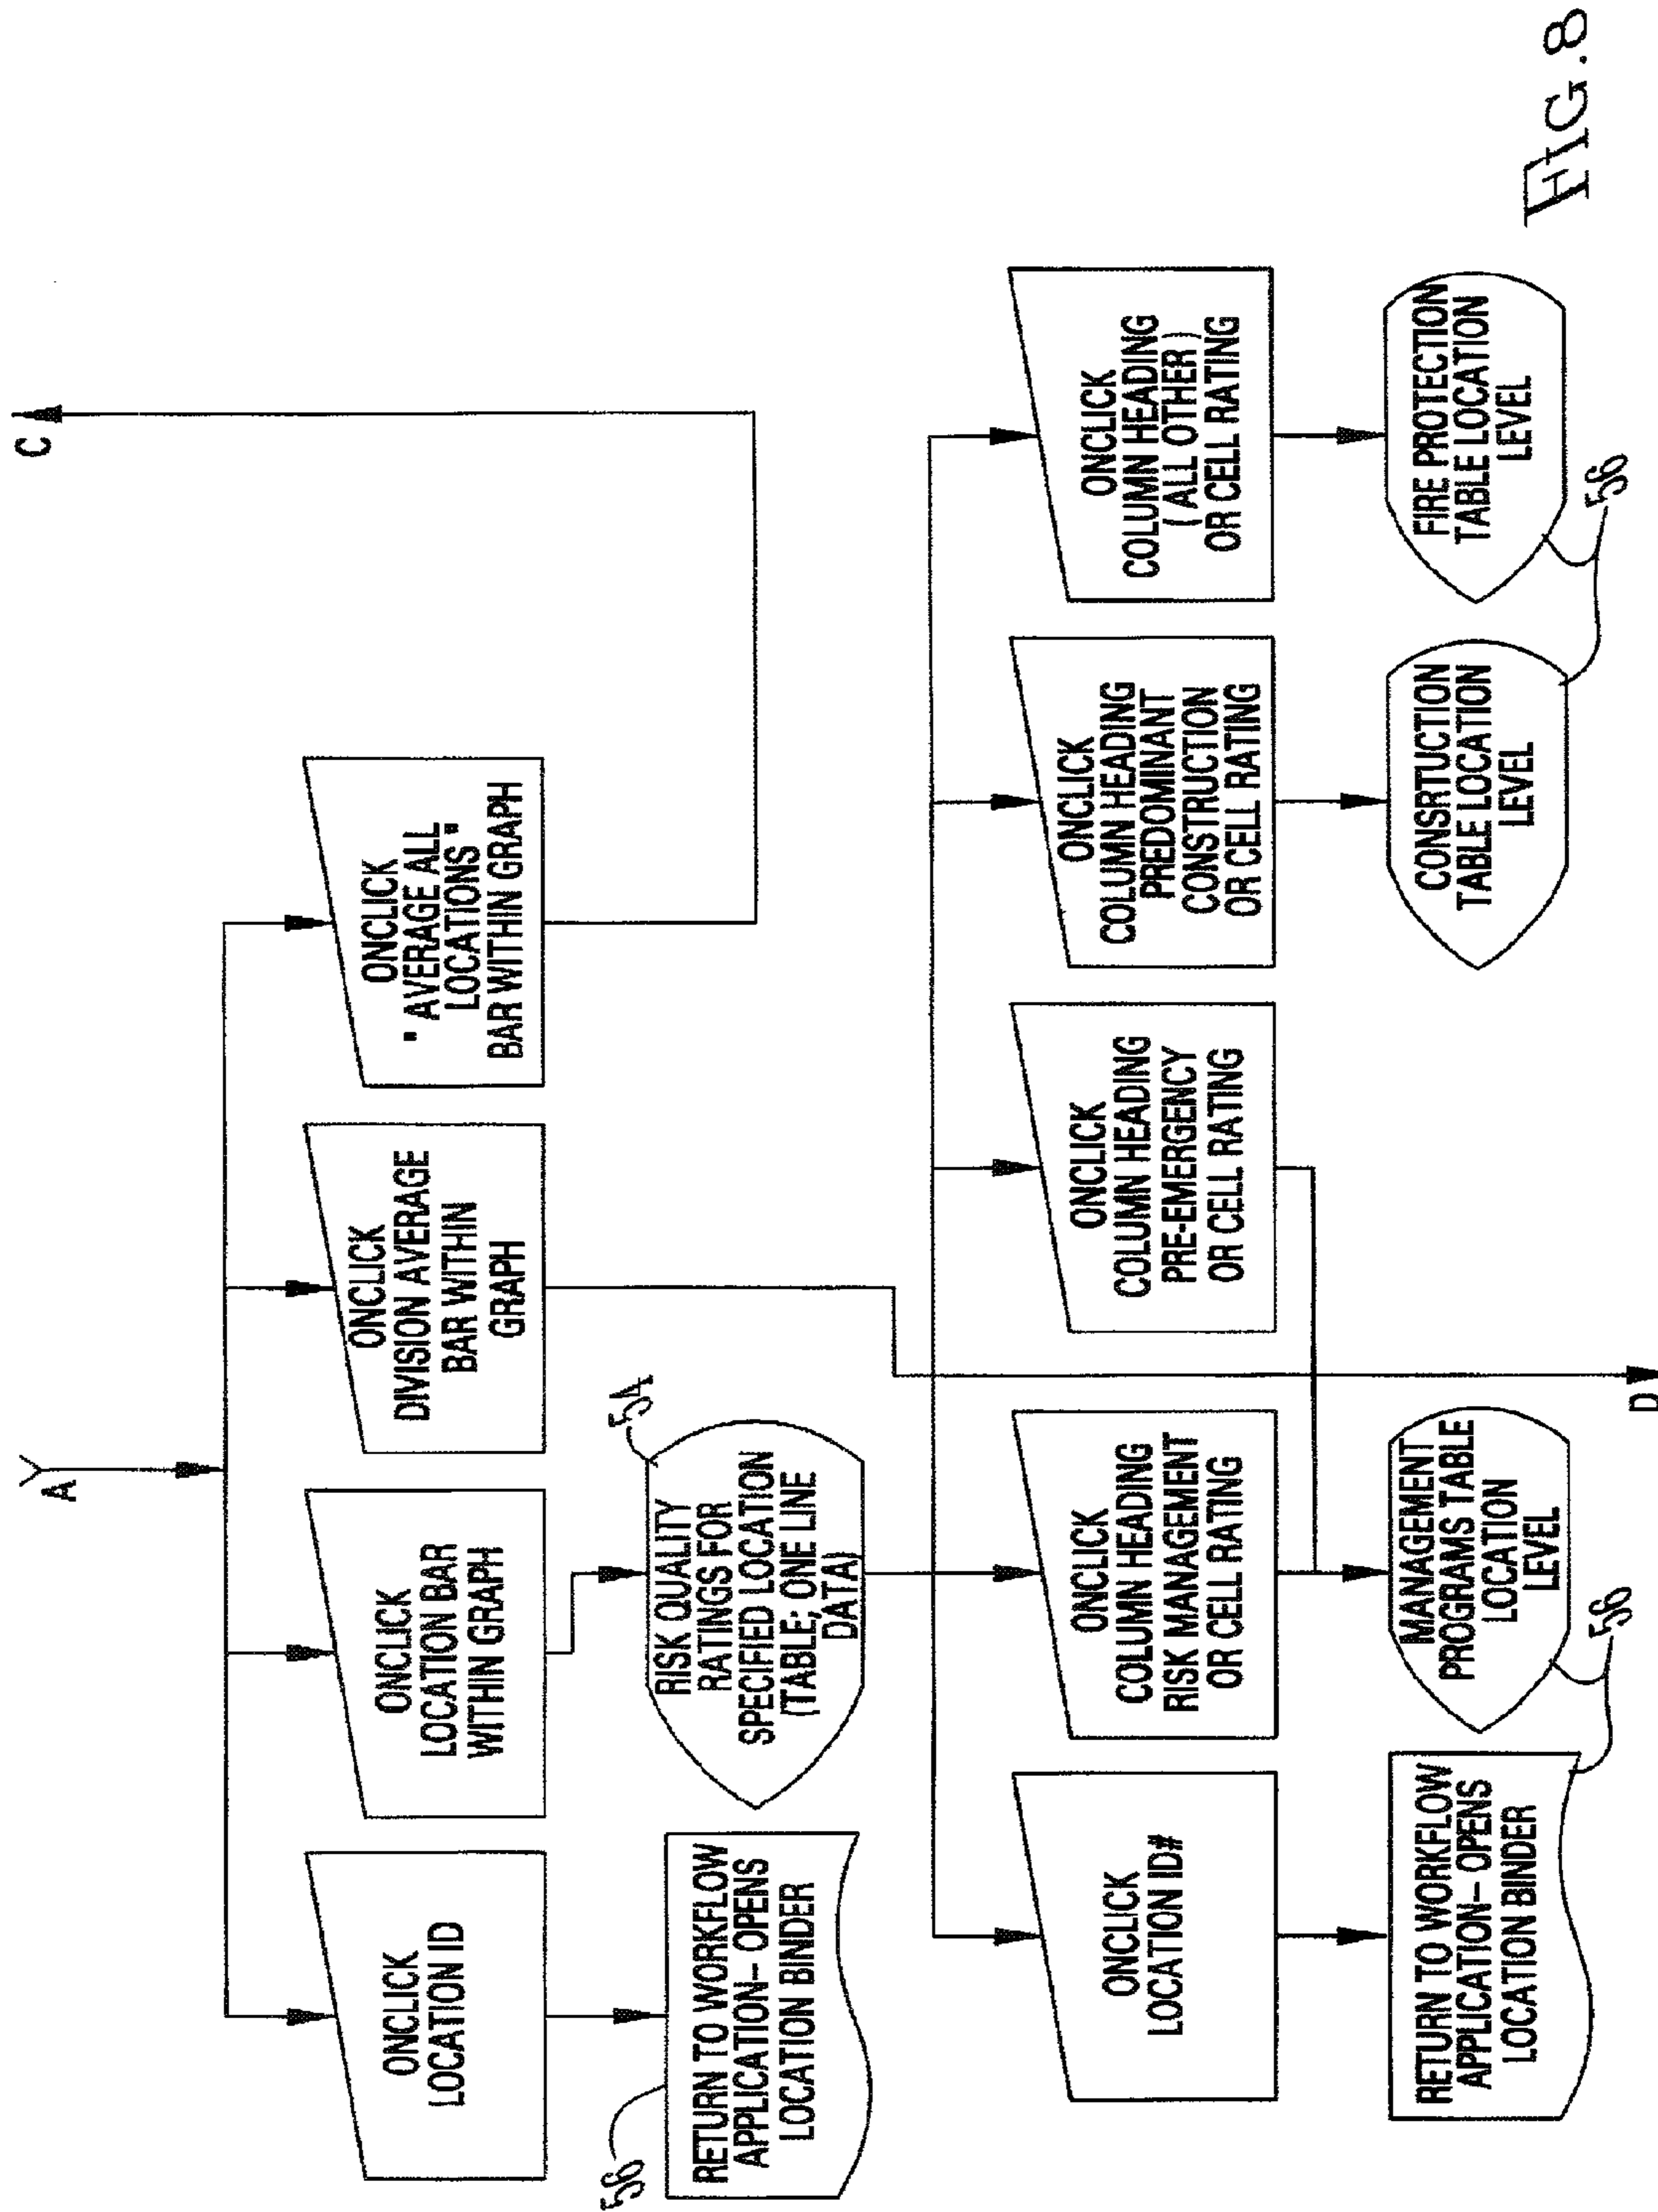 A
C
ONCLICK
LOCATION ID
ONCLICK
LOCATION BAR
WITHIN GRAPH
ONCLICK
DIVISION AVERAGE
BAR WITHIN
GRAPH
ONCLICK
" AVERAGE ALL
LOCATIONS"
BAR WITHIN GRAPH
56
RETURN TO WORKFLOW
APPLICATION– OPENS
LOCATION BINDER
54
RISK QUALITY
RATINGS FOR
SPECIFIED LOCATION
(TABLE; ONE LINE
DATA)
ONCLICK
LOCATION ID#
ONCLICK
COLUMN HEADING
RISK MANAGEMENT
OR CELL RATING
ONCLICK
COLUMN HEADING
PRE-EMERGENCY
OR CELL RATING
ONCLICK
COLUMN HEADING
PREDOMINANT
CONSTRUCTION
OR CELL RATING
ONCLICK
COLUMN HEADING
( ALL OTHER )
OR CELL RATING
RETURN TO WORKFLOW
APPLICATION– OPENS
LOCATION BINDER
MANAGEMENT
PROGRAMS TABLE
LOCATION
LEVEL
56
CONSRTUCTION
TABLE LOCATION
LEVEL
FIRE PROTECTION
TABLE LOCATION
LEVEL
56
D
FIG.8